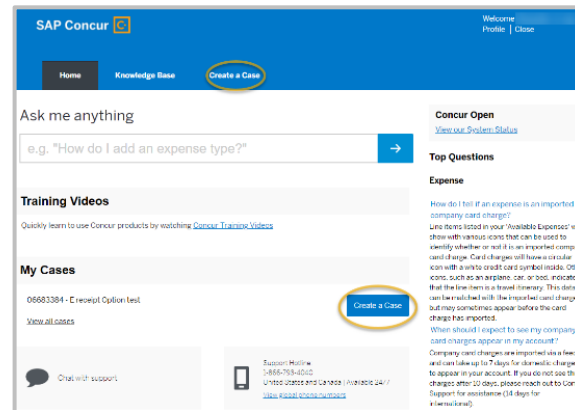 SAP Concur C
Welcome
Profile | Close
Home
Knowledge Base
Create a Case
Ask me anything
e.g. "How do I add an expense type?"
Training Videos
Quickly learn to use Concur products by watching Concur Training Videos
My Cases
06683384 - E receipt Option test
Create a Case
View all cases
Chat with support
Support Hotline
1-866-793-4040
United States and Canada | Available 24/7
View global phone numbers
Concur Open
View our System Status
Top Questions
Expense
How do I tell if an expense is an imported
company card charge?
Line items listed in your 'Available Expenses' w
show with various icons that can be used to
identify whether or not it is an imported comp
card charge. Card charges will have a circular
icon with a white credit card symbol inside. Oth
icons, such as an airplane, car, or bed, indicate
that the line item is a travel itinerary. This data
can be matched with the imported card charge
but may sometimes appear before the card
charge has imported.
When should I expect to see my company
card charges appear in my account?
Company card charges are imported via a feed
and can take up to 7 days for domestic charge
to appear in your account. If you do not see the
charges after 10 days, please reach out to Con
Support for assistance (14 days for
international).